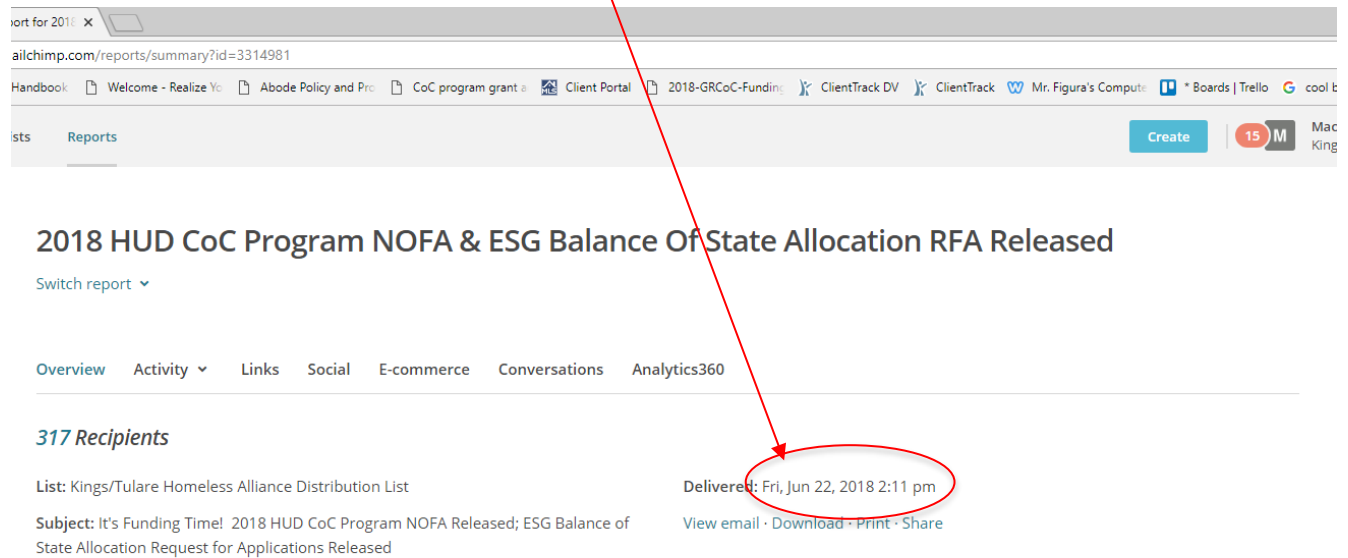 ort for 2018
ailchimp.com/reports/summary?id=3314981
Handbook Welcome - Realize Yo Abode Policy and Pro CoC program grant a Client Portal 2018-GRCoC-Funding ClientTrack DV ClientTrack Mr. Figura's Compute * Boards | Trello cool b
ists Reports Create 15 M Mac
King
2018 HUD CoC Program NOFA & ESG Balance Of State Allocation RFA Released
Switch report
Overview Activity Links Social E-commerce Conversations Analytics360
317 Recipients
List: Kings/Tulare Homeless Alliance Distribution List Delivered: Fri, Jun 22, 2018 2:11 pm
Subject: It's Funding Time! 2018 HUD CoC Program NOFA Released; ESG Balance of View email · Download · Print · Share
State Allocation Request for Applications Released